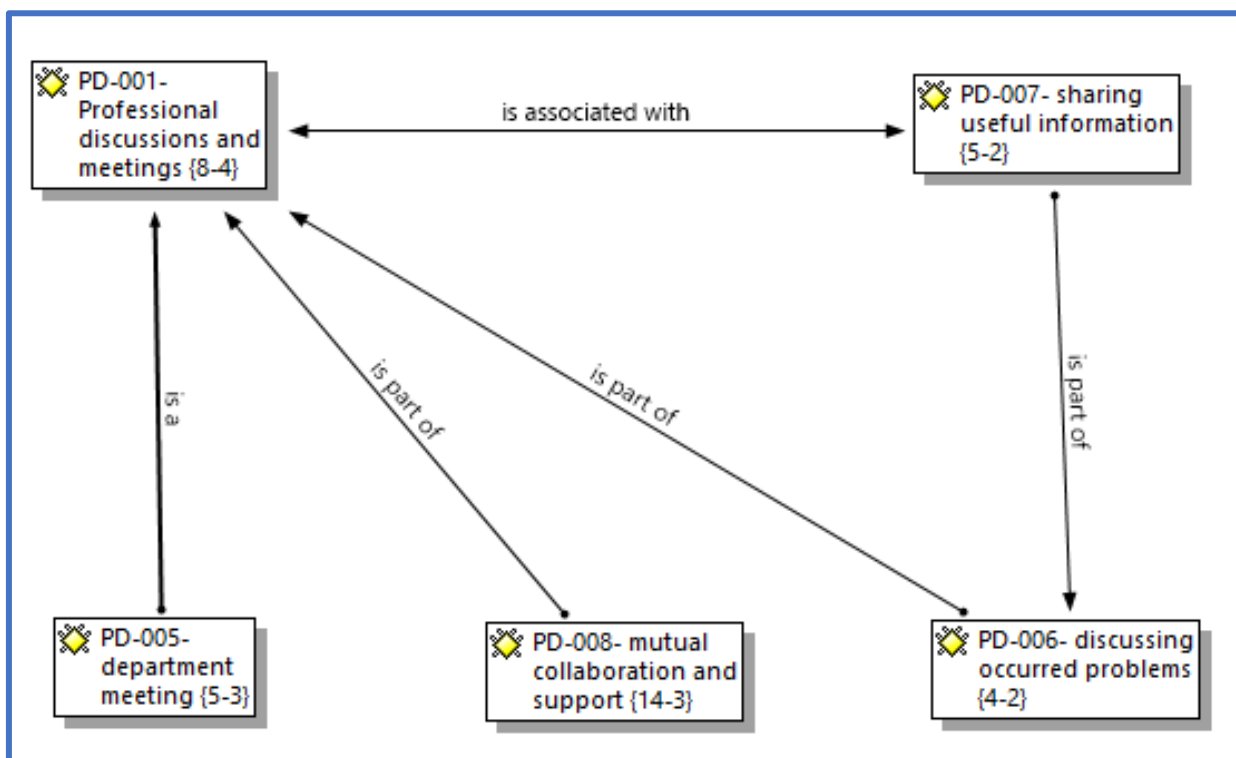 PD-001-
Professional
discussions and
meetings {8-4}
is associated with
PD-007- sharing
useful information
{5-2}
is a
is part of
is part of
is part of
PD-005-
department
meeting {5-3}
PD-008- mutual
collaboration and
support {14-3}
PD-006- discussing
occurred problems
{4-2}